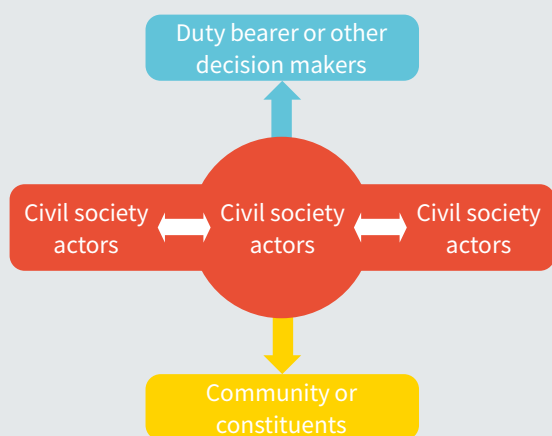 Duty bearer or other
decision makers
Civil society
actors
Civil society
actors
Civil society
actors
Community or
constituents